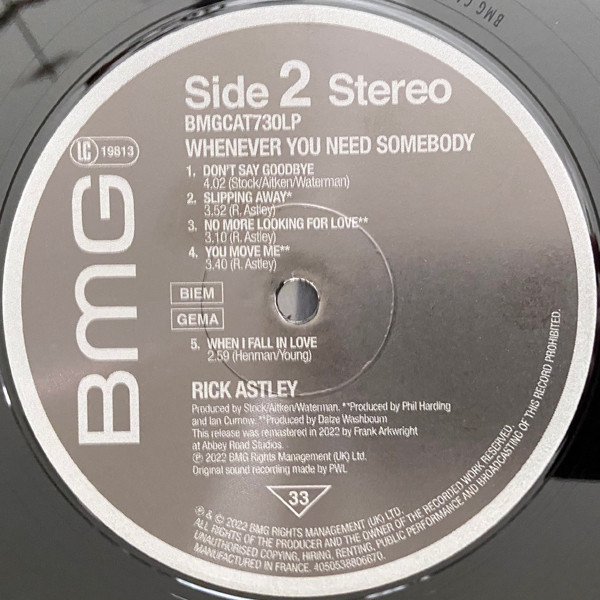 BMG CA
Side 2 Stereo
BMGCAT730LP
WHENEVER YOU NEED SOMEBODY
LC 19813
BMG
1. DON'T SAY GOODBYE
4.02 (Stock/Aitken/Waterman)
2. SLIPPING AWAY*
3.52 (R. Astley)
3. NO MORE LOOKING FOR LOVE**
3.10 (R. Astley)
4. YOU MOVE ME**
3.40 (R. Astley)
BIEM
GEMA
5. WHEN I FALL IN LOVE
2.59 (Henman/Young)
RICK ASTLEY
Produced by Stock/Aitken/Waterman. *Produced by Phil Harding
and Ian Curnow. **Produced by Daize Washbourn
This release was remastered in 2022 by Frank Arkwright
at Abbey Road Studios.
℗ 2022 BMG Rights Management (UK) Ltd.
Original sound recording made by PWL
33
℗ & © 2022 BMG RIGHTS MANAGEMENT (UK) LTD.
ALL RIGHTS OF THE PRODUCER AND THE OWNER OF THE RECORDED WORK RESERVED.
UNAUTHORISED COPYING, HIRING, RENTING, PUBLIC PERFORMANCE AND BROADCASTING OF THIS RECORD PROHIBITED.
MANUFACTURED IN FRANCE. 4050538806670.